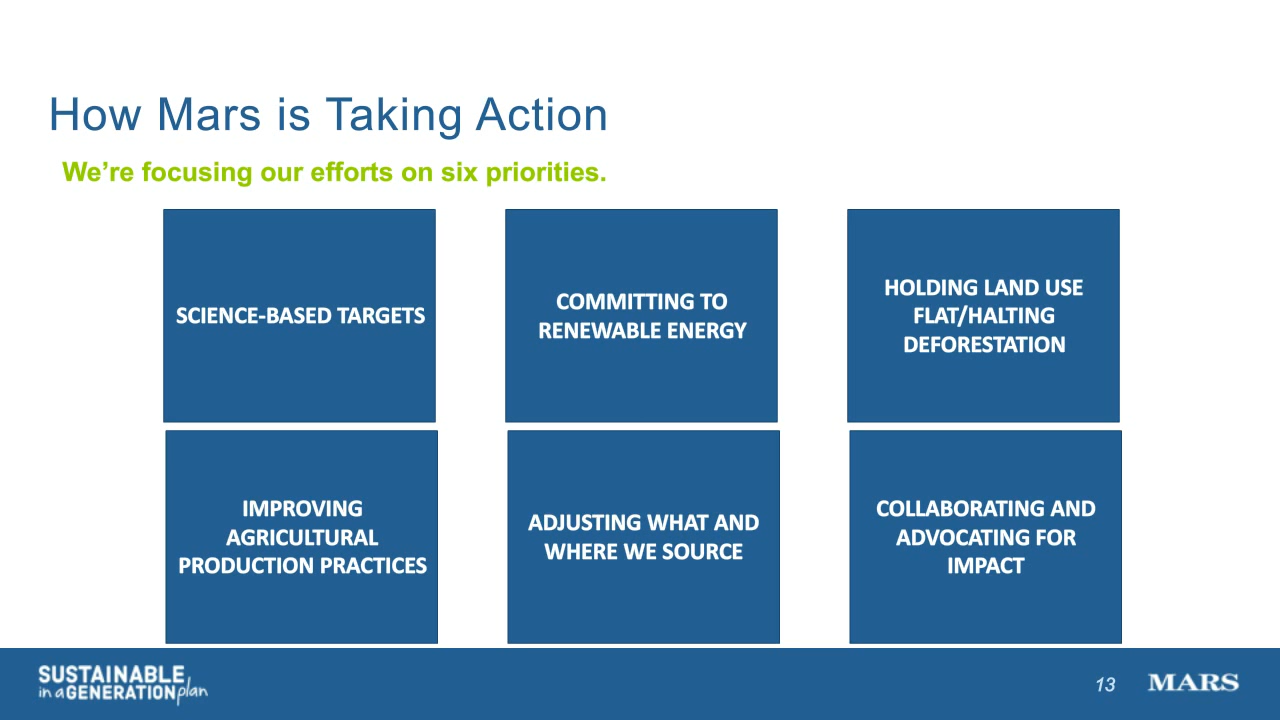 How Mars is Taking Action
We're focusing our efforts on six priorities.
SCIENCE-BASED TARGETS
COMMITTING TO
RENEWABLE ENERGY
HOLDING LAND USE
FLAT/HALTING
DEFORESTATION
IMPROVING
AGRICULTURAL
PRODUCTION PRACTICES
ADJUSTING WHAT AND
WHERE WE SOURCE
COLLABORATING AND
ADVOCATING FOR
IMPACT
SUSTAINABLE
in a GENERATION plan
13
MARS